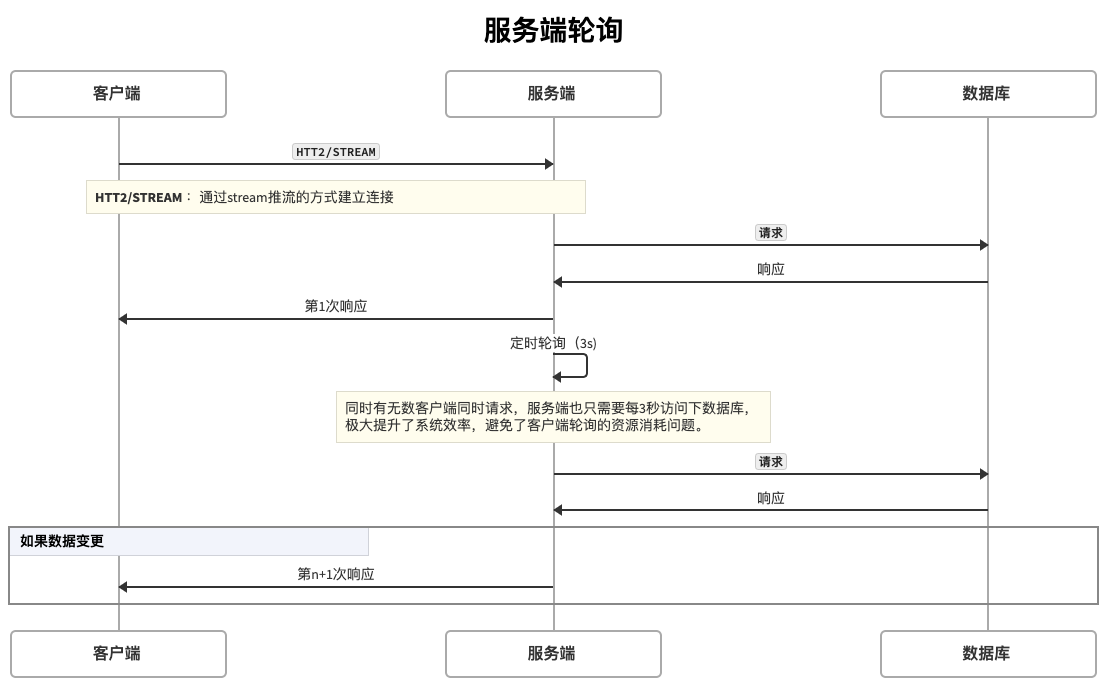 服务端轮询
客户端
服务端
数据库
HTT2/STREAM
HTT2/STREAM： 通过stream推流的方式建立连接
请求
响应
第1次响应
定时轮询（3s)
同时有无数客户端同时请求，服务端也只需要每3秒访问下数据库，
极大提升了系统效率，避免了客户端轮询的资源消耗问题。
请求
响应
如果数据变更
第n+1次响应
客户端
服务端
数据库